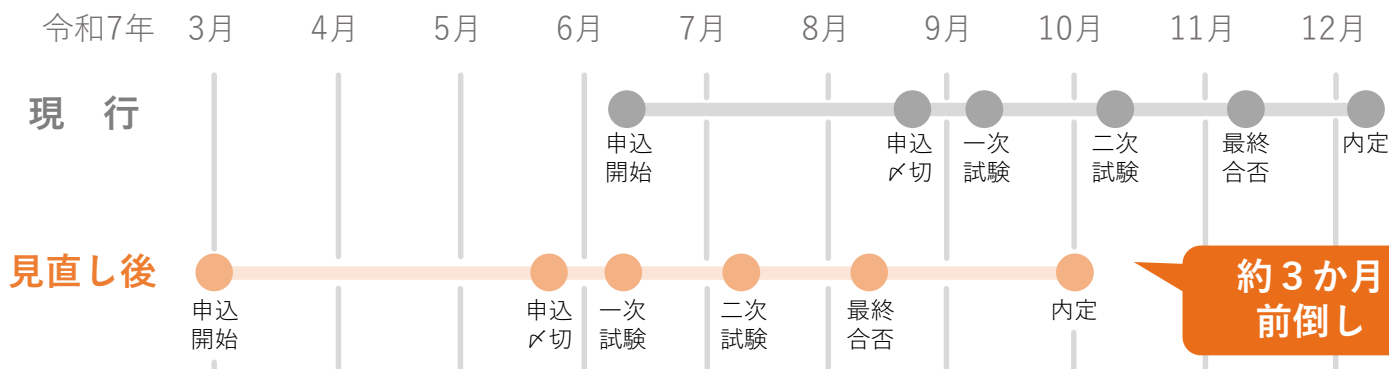 令和7年 3月 4月 5月 6月 7月 8月 9月 10月 11月 12月
現 行
申込 申込 一次 二次 最終 内定
開始 〆切 試験 試験 合否
見直し後
申込 申込 一次 二次 最終 内定
開始 〆切 試験 試験 合否
約３か月
前倒し